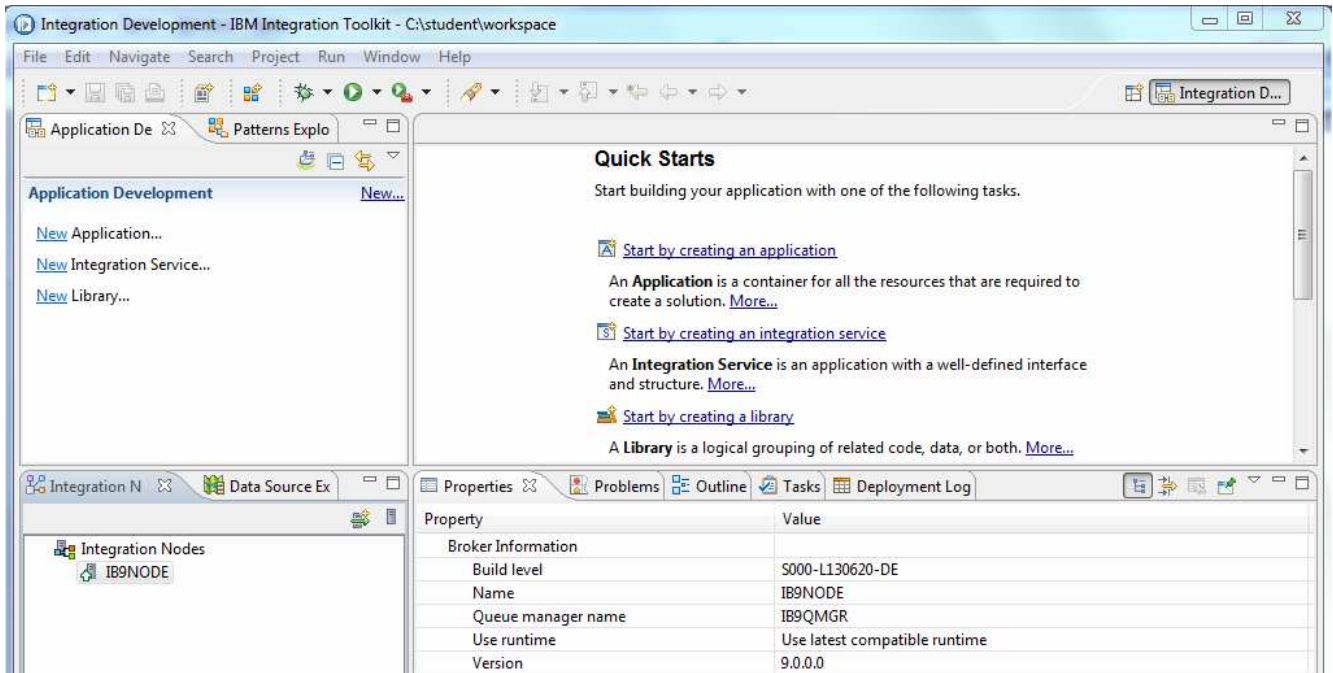 Integration Development - IBM Integration Toolkit - C:\student\workspace
File Edit Navigate Search Project Run Window Help
Integration D...
Application De
Patterns Explo
Application Development
New...
New Application...
New Integration Service...
New Library...
Quick Starts
Start building your application with one of the following tasks.
Start by creating an application
An Application is a container for all the resources that are required to
create a solution. More...
Start by creating an integration service
An Integration Service is an application with a well-defined interface
and structure. More...
Start by creating a library
A Library is a logical grouping of related code, data, or both. More...
Integration N
Data Source Ex
Integration Nodes
IB9NODE
Properties Problems Outline Tasks Deployment Log
Property Value
Broker Information
Build level S000-L130620-DE
Name IB9NODE
Queue manager name IB9QMGR
Use runtime Use latest compatible runtime
Version 9.0.0.0